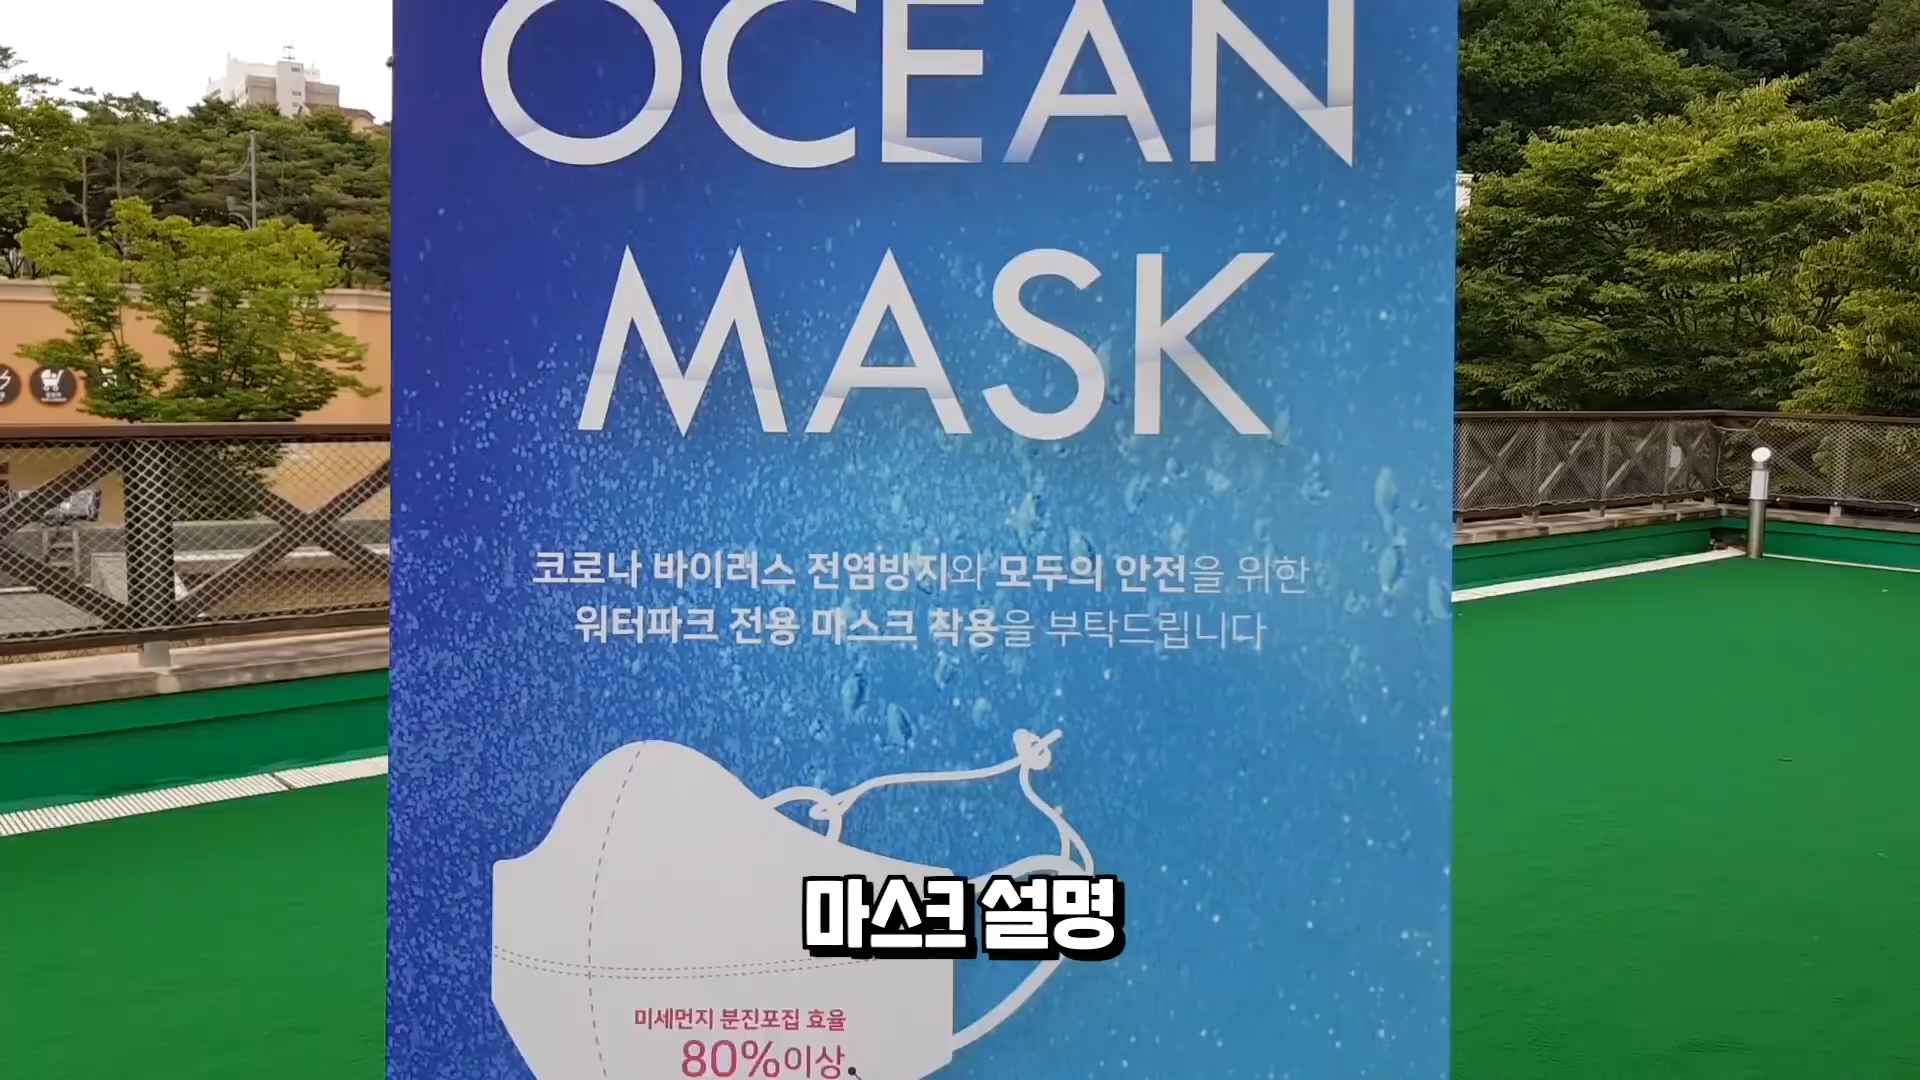 OCEAN
MASK
코로나 바이러스 전염방지와 모두의 안전을 위한
워터파크 전용 마스크 착용을 부탁드립니다
마스크 설명
미세먼지 분진포집 효율
80%이상